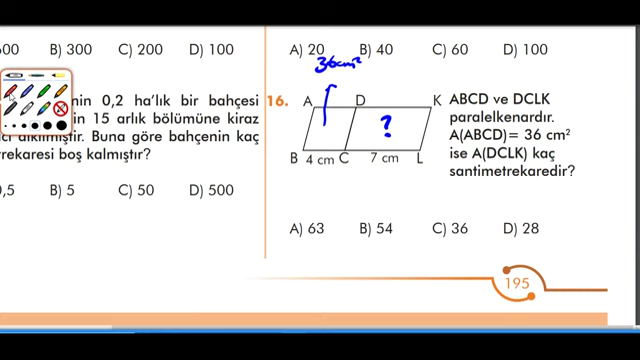 500 B) 300 C) 200 D) 100
nin 0,2 ha'lık bir bahçesi
in 15 arlık bölümüne kiraz
dikilmiştir. Buna göre bahçenin kaç
rekaresi boş kalmıştır?
,5 B) 5 C) 50 D) 500
A) 20 B) 40 C) 60 D) 100
36cm²
16. A D K
?
B 4 cm C 7 cm L
ABCD ve DCLK
paralelkenardır.
A(ABCD)= 36 cm²
ise A(DCLK) kaç
santimetrekaredir?
A) 63 B) 54 C) 36 D) 28
195